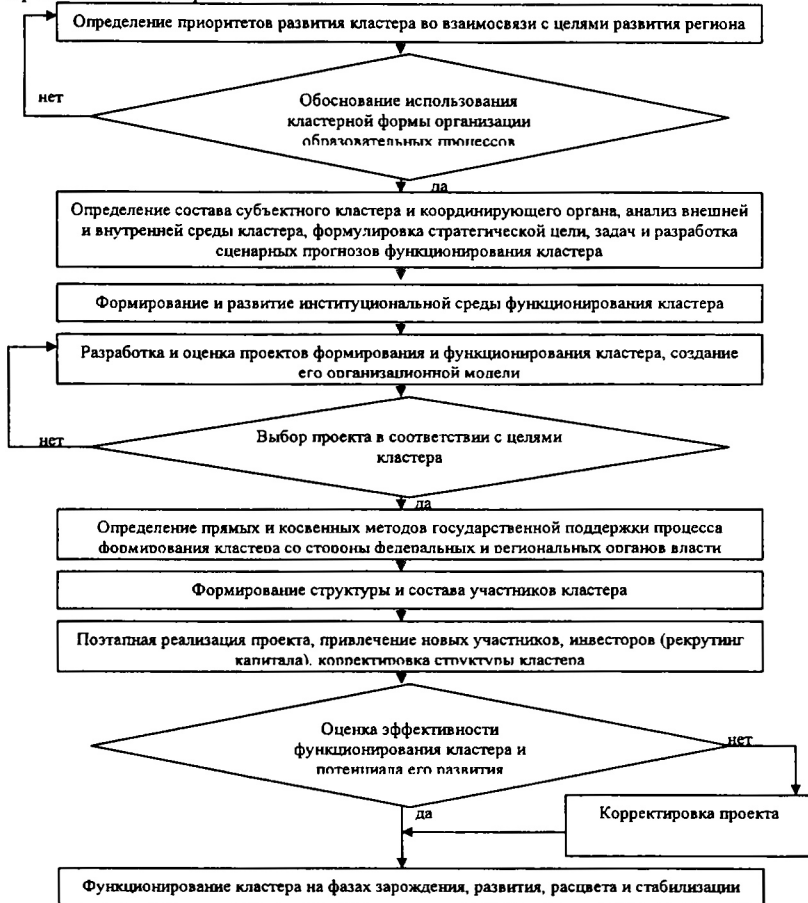 Определение приоритетов развития кластера во взаимосвязи с целями развития региона
нет
Обоснование использования
кластерной формы организации
образовательных процессов
да
Определение состава субъектного кластера и координирующего органа, анализ внешней
и внутренней среды кластера, формулировка стратегической цели, задач и разработка
сценарных прогнозов функционирования кластера
Формирование и развитие институциональной среды функционирования кластера
Разработка и оценка проектов формирования и функционирования кластера, создание
его организационной модели
нет
Выбор проекта в соответствии с целями
кластера
да
Определение прямых и косвенных методов государственной поддержки процесса
формирования кластера со стороны федеральных и региональных органов власти
Формирование структуры и состава участников кластера
Поэтапная реализация проекта, привлечение новых участников, инвесторов (рекрутинг
капитала), корректировка структуры кластера
Оценка эффективности
функционирования кластера и
потенциала его развития
нет
да
Корректировка проекта
Функционирование кластера на фазах зарождения, развития, расцвета и стабилизации